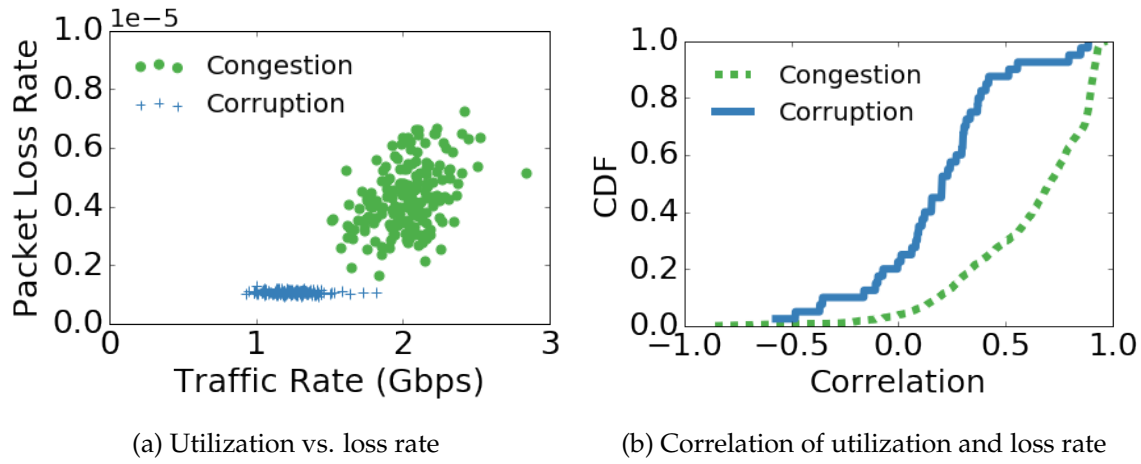 1e-5
1.0
0.8
0.6
0.4
0.2
0.0
Packet Loss Rate
Congestion
Corruption
0 1 2 3
Traffic Rate (Gbps)
(a) Utilization vs. loss rate
1.0
0.8
0.6
0.4
0.2
0.0
CDF
Congestion
Corruption
−1.0 −0.5 0.0 0.5 1.0
Correlation
(b) Correlation of utilization and loss rate